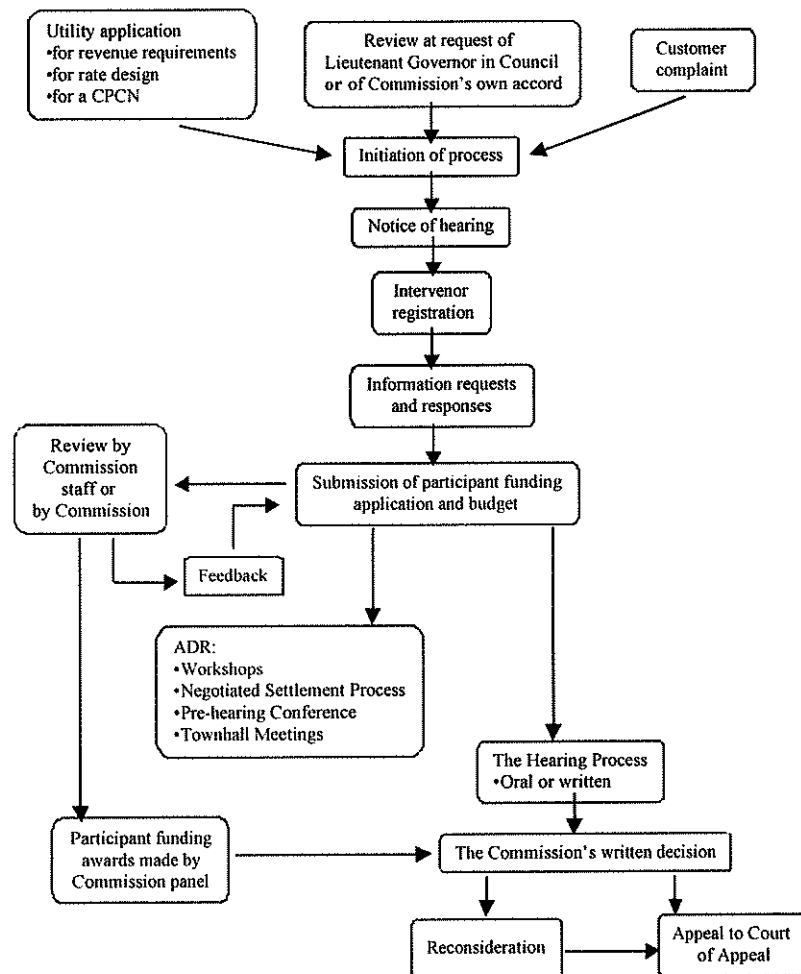 Utility application
•for revenue requirements
•for rate design
•for a CPCN
Review at request of
Lieutenant Governor in Council
or of Commission's own accord
Customer
complaint
Initiation of process
Notice of hearing
Intervenor
registration
Information requests
and responses
Review by
Commission
staff or
by Commission
Submission of participant funding
application and budget
Feedback
ADR:
•Workshops
•Negotiated Settlement Process
•Pre-hearing Conference
•Townhall Meetings
The Hearing Process
•Oral or written
Participant funding
awards made by
Commission panel
The Commission's written decision
Reconsideration
Appeal to Court
of Appeal